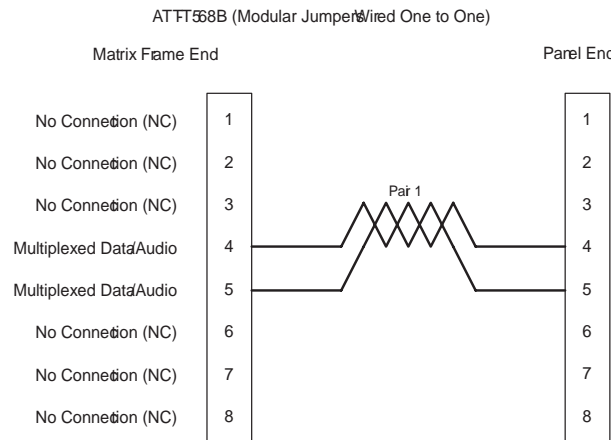 ATT-T568B (Modular Jumpers Wired One to One)
Matrix Frame End
Panel End
No Connection (NC) 1 1
No Connection (NC) 2 2
Pair 1
No Connection (NC) 3 3
Multiplexed Data/Audio 4 4
Multiplexed Data/Audio 5 5
No Connection (NC) 6 6
No Connection (NC) 7 7
No Connection (NC) 8 8